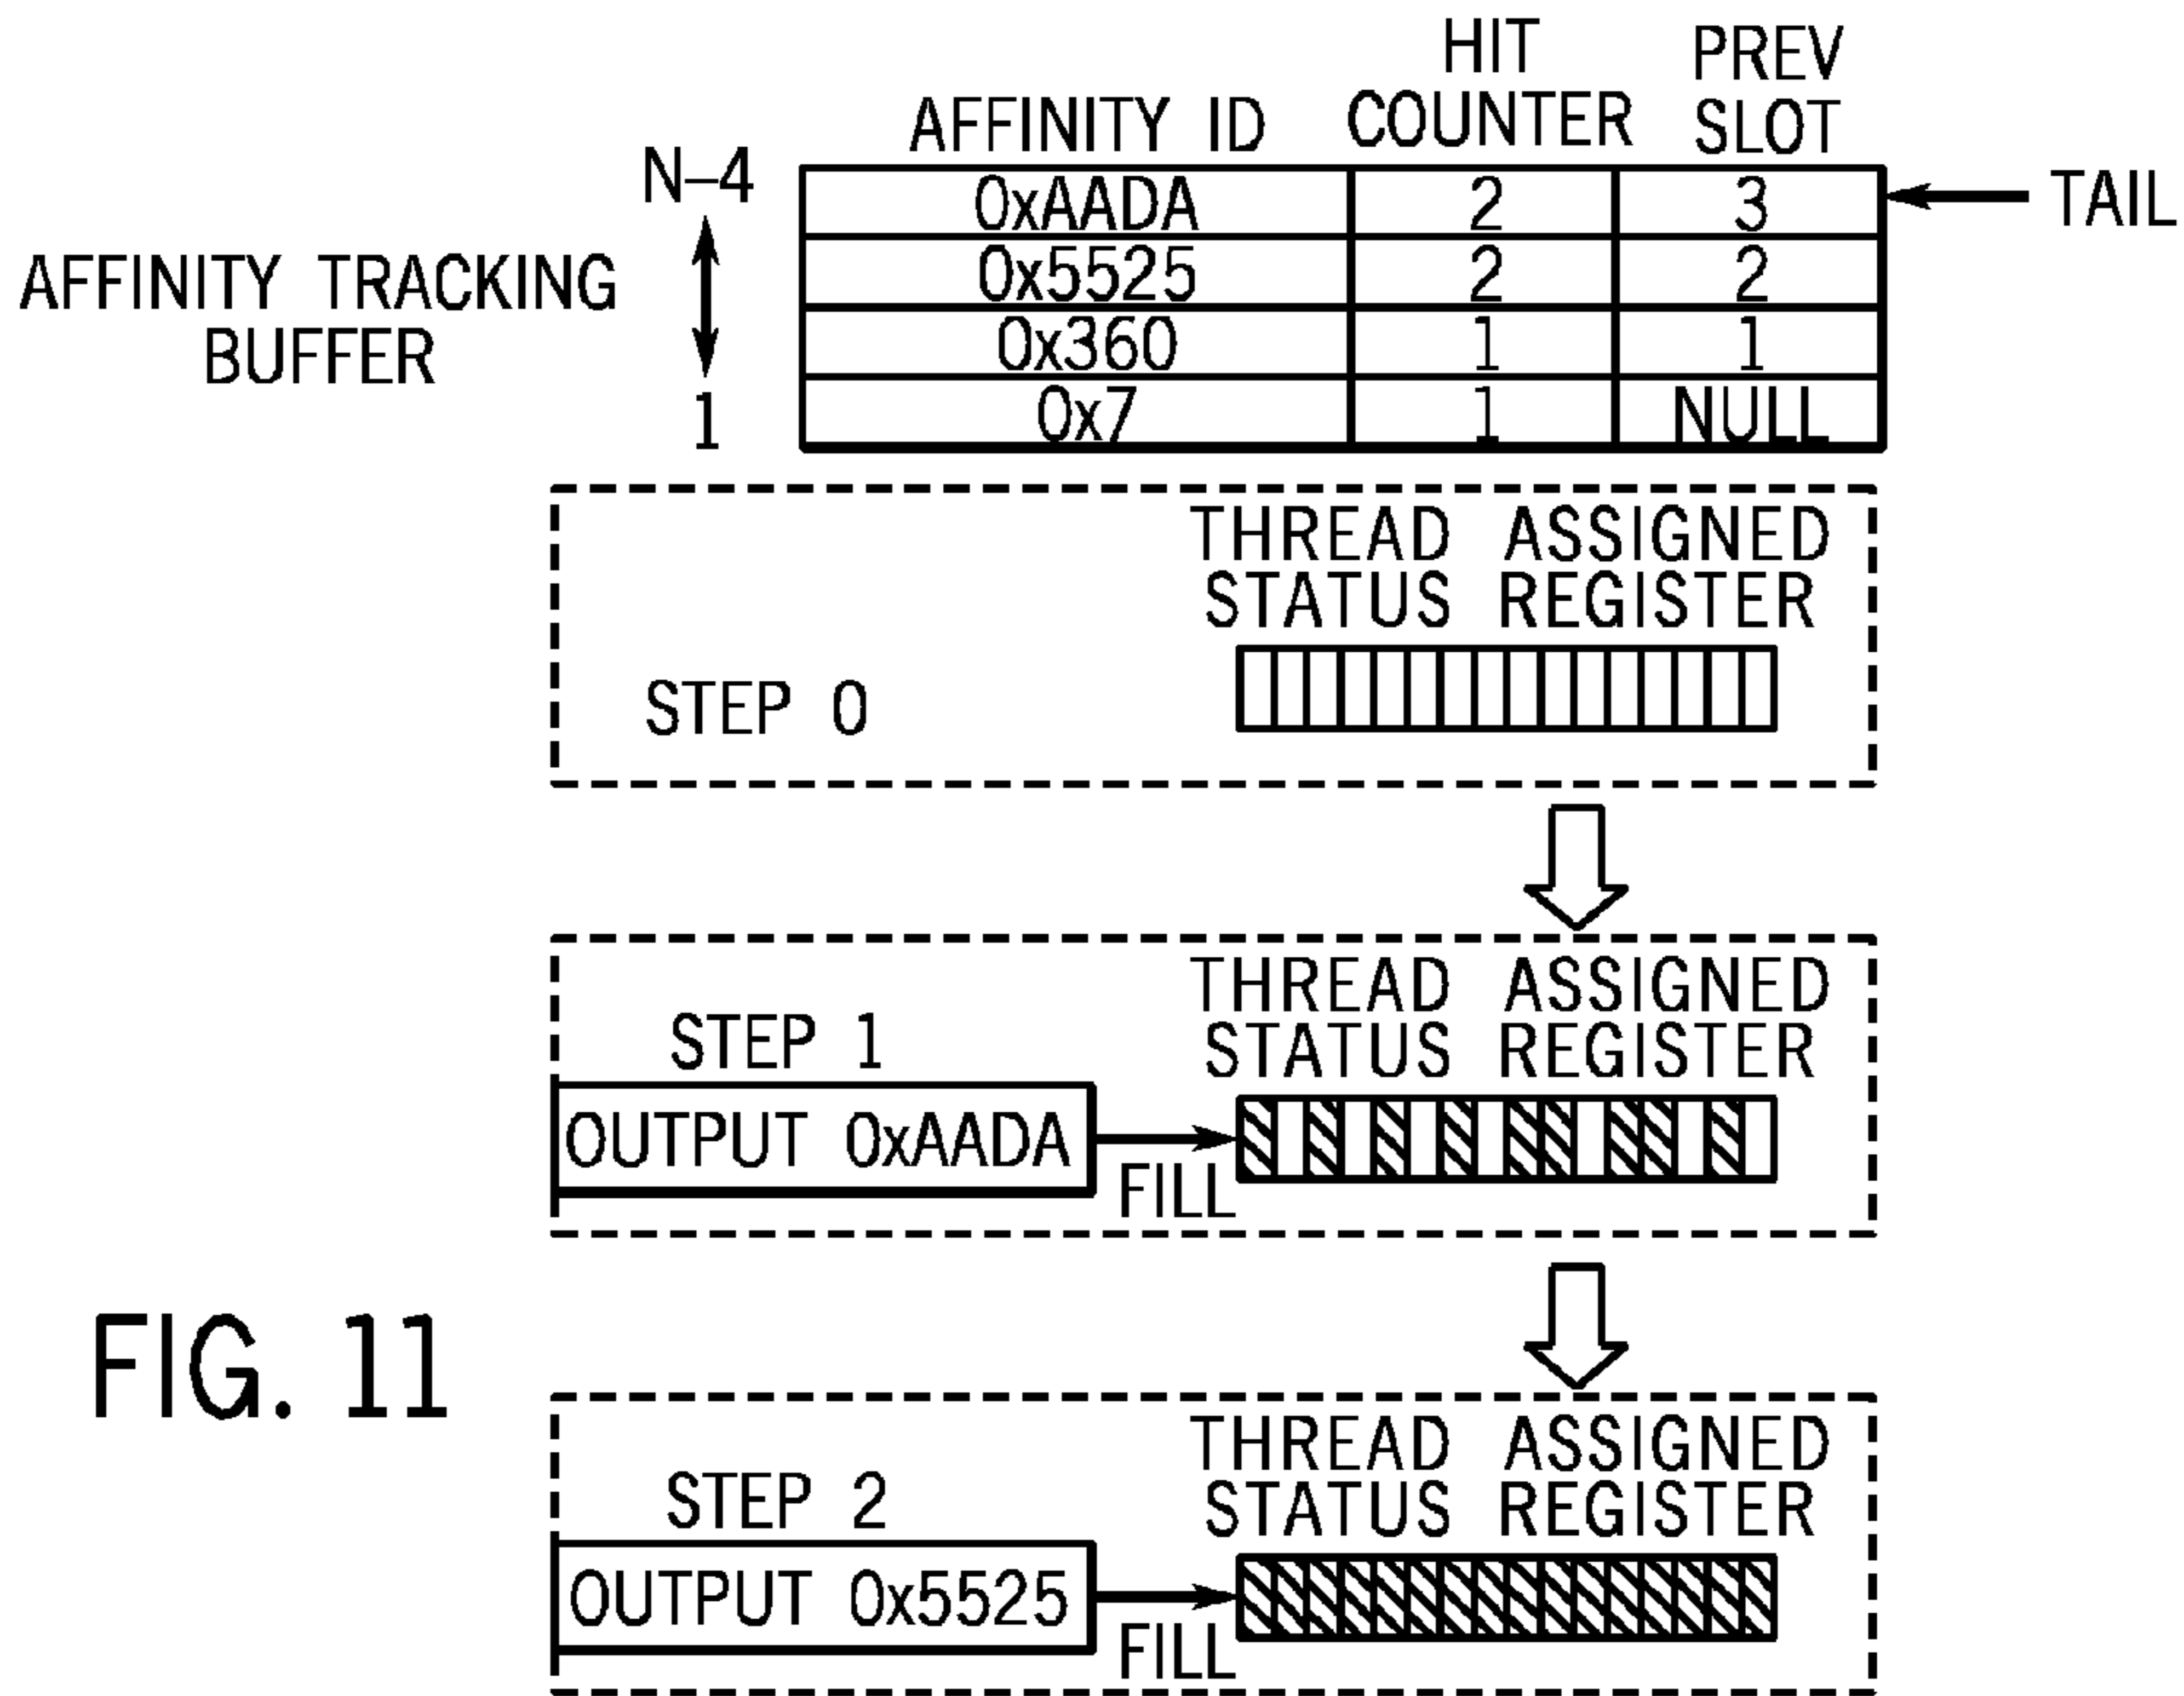 AFFINITY ID HIT COUNTER PREV SLOT
N–4 0xAADA 2 3 TAIL
0x5525 2 2
0x360 1 1
1 0x7 1 NULL
AFFINITY TRACKING
BUFFER
THREAD ASSIGNED
STATUS REGISTER
STEP 0
THREAD ASSIGNED
STATUS REGISTER
STEP 1
OUTPUT 0xAADA
FILL
FIG. 11
THREAD ASSIGNED
STATUS REGISTER
STEP 2
OUTPUT 0x5525
FILL